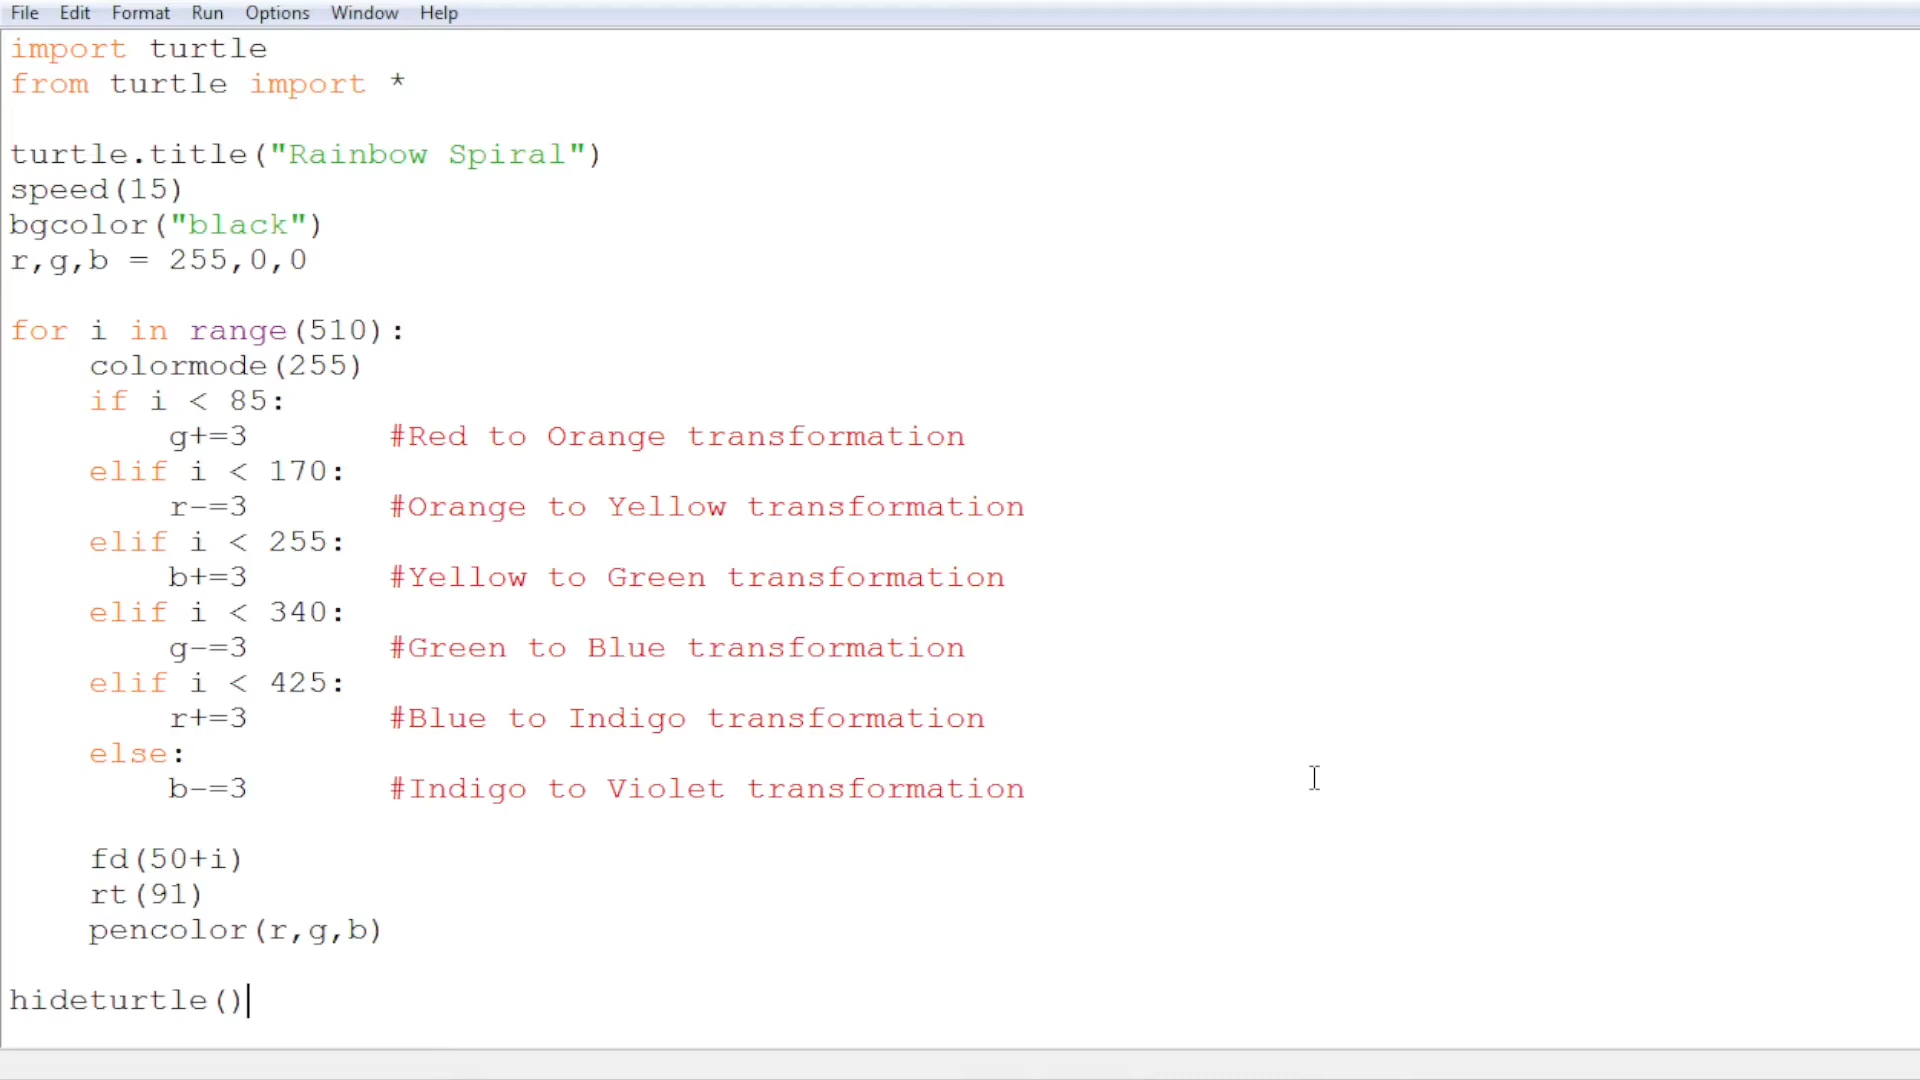 File Edit Format Run Options Window Help
import turtle
from turtle import *
turtle.title("Rainbow Spiral")
speed(15)
bgcolor("black")
r,g,b = 255,0,0
for i in range(510):
    colormode(255)
    if i < 85:
        g+=3       #Red to Orange transformation
    elif i < 170:
        r-=3       #Orange to Yellow transformation
    elif i < 255:
        b+=3       #Yellow to Green transformation
    elif i < 340:
        g-=3       #Green to Blue transformation
    elif i < 425:
        r+=3       #Blue to Indigo transformation
    else:
        b-=3       #Indigo to Violet transformation
    fd(50+i)
    rt(91)
    pencolor(r,g,b)
hideturtle()